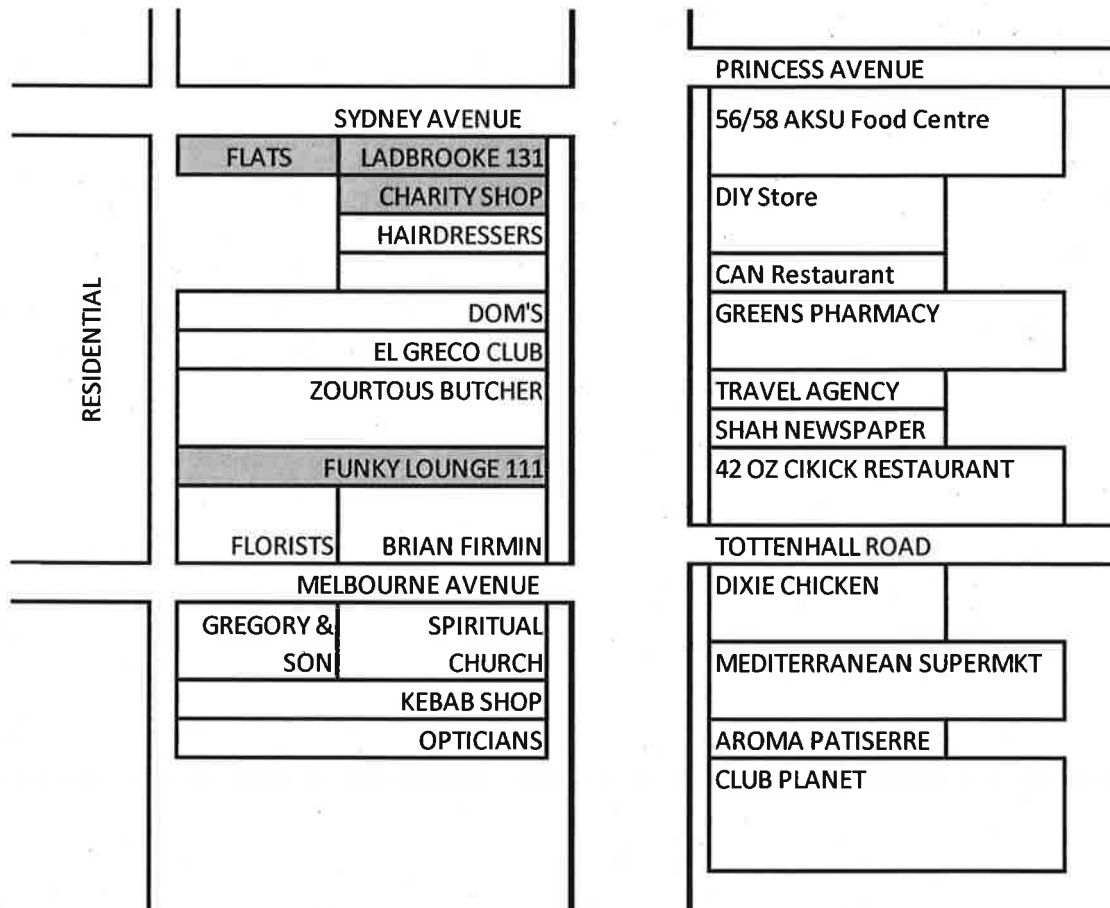 SYDNEY AVENUE
FLATS
LADBROOKE 131
CHARITY SHOP
HAIRDRESSERS
RESIDENTIAL
DOM'S
EL GRECO CLUB
ZOURTOUS BUTCHER
FUNKY LOUNGE 111
FLORISTS
BRIAN FIRMIN
MELBOURNE AVENUE
GREGORY &
SON
SPIRITUAL
CHURCH
KEBAB SHOP
OPTICIANS
PRINCESS AVENUE
56/58 AKSU Food Centre
DIY Store
CAN Restaurant
GREENS PHARMACY
TRAVEL AGENCY
SHAH NEWSPAPER
42 OZ CIKICK RESTAURANT
TOTTENHALL ROAD
DIXIE CHICKEN
MEDITERRANEAN SUPERMKT
AROMA PATISERRE
CLUB PLANET